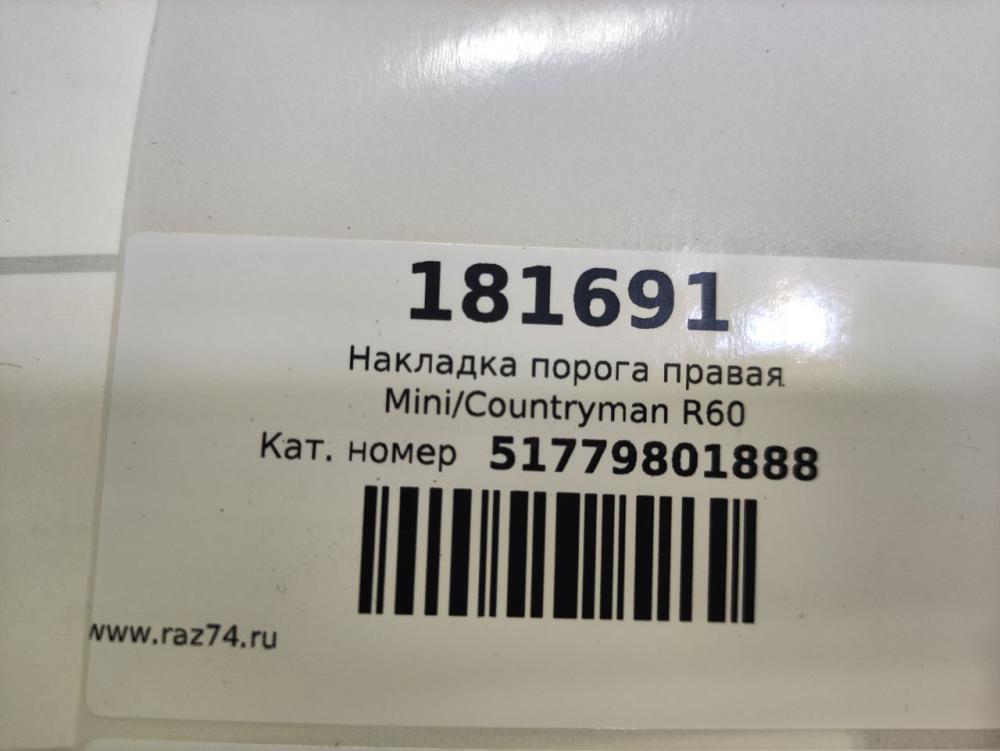 181691
Накладка порога правая
Mini/Countryman R60
Кат. номер 51779801888
www.raz74.ru